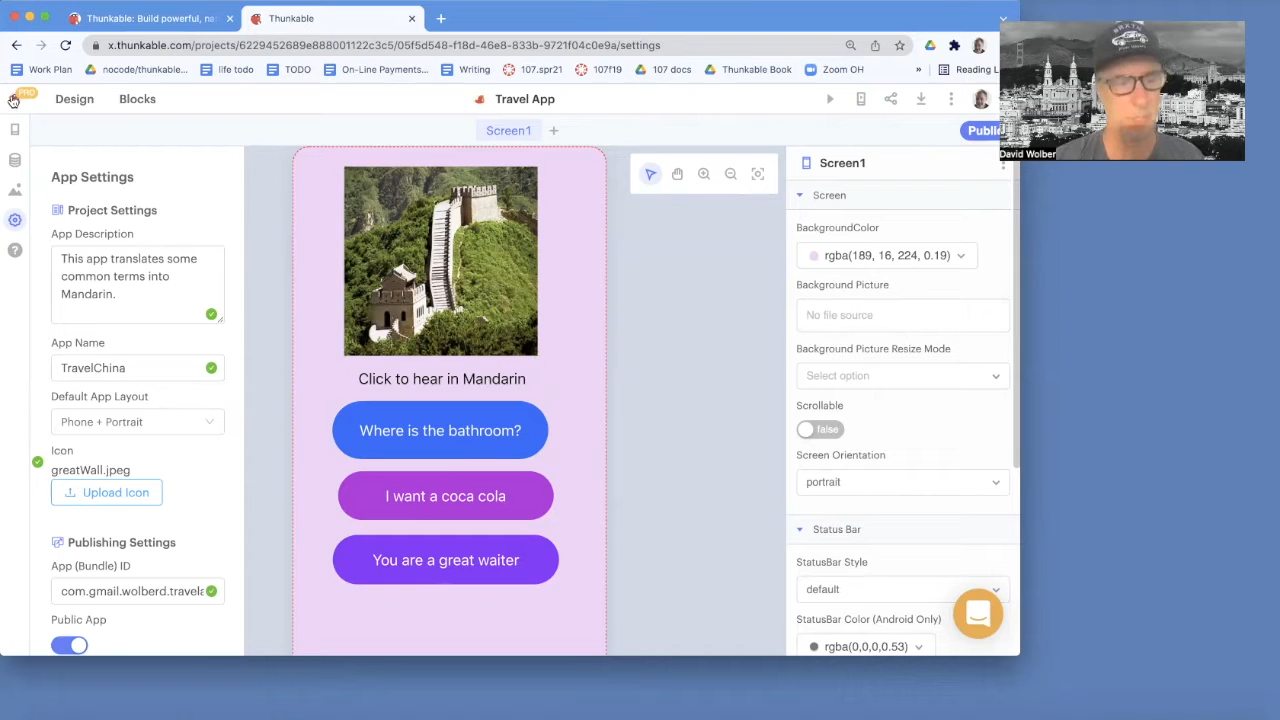 Thunkable: Build powerful, na
Thunkable
x.thunkable.com/projects/6229452689e888001122c3c5/05f5f548-f18d-46e8-833b-9721f04c0e9a/settings
Work Plan
nocode/thunkable...
life todo
TODO
On-Line Payments...
Writing
107.spr21
107f19
107 docs
Thunkable Book
Zoom OH
»
Reading L
PRO
Design
Blocks
Travel App
Screen1
Publi
App Settings
Project Settings
App Description
This app translates some
common terms into
Mandarin.
App Name
TravelChina
Default App Layout
Phone + Portrait
Icon
greatWall.jpeg
Upload Icon
Publishing Settings
App (Bundle) ID
com.gmail.wolberd.travela
Public App
Click to hear in Mandarin
Where is the bathroom?
I want a coca cola
You are a great waiter
Screen1
Screen
BackgroundColor
rgba(189, 16, 224, 0.19)
Background Picture
No file source
Background Picture Resize Mode
Select option
Scrollable
false
Screen Orientation
portrait
Status Bar
StatusBar Style
default
StatusBar Color (Android Only)
rgba(0,0,0,0.53)
David Wolber